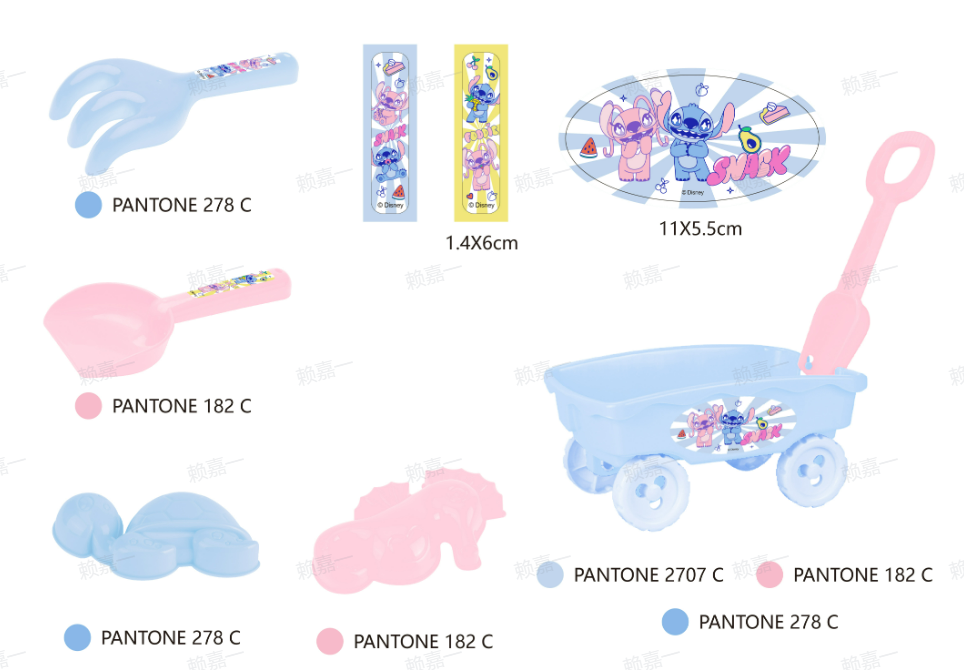 SNACK
© Disney
FOODIE
© Disney
1.4X6cm
SNACK
© Disney
11X5.5cm
PANTONE 278 C
PANTONE 182 C
SNACK
PANTONE 278 C
PANTONE 182 C
PANTONE 2707 C
PANTONE 182 C
PANTONE 278 C
赖嘉一